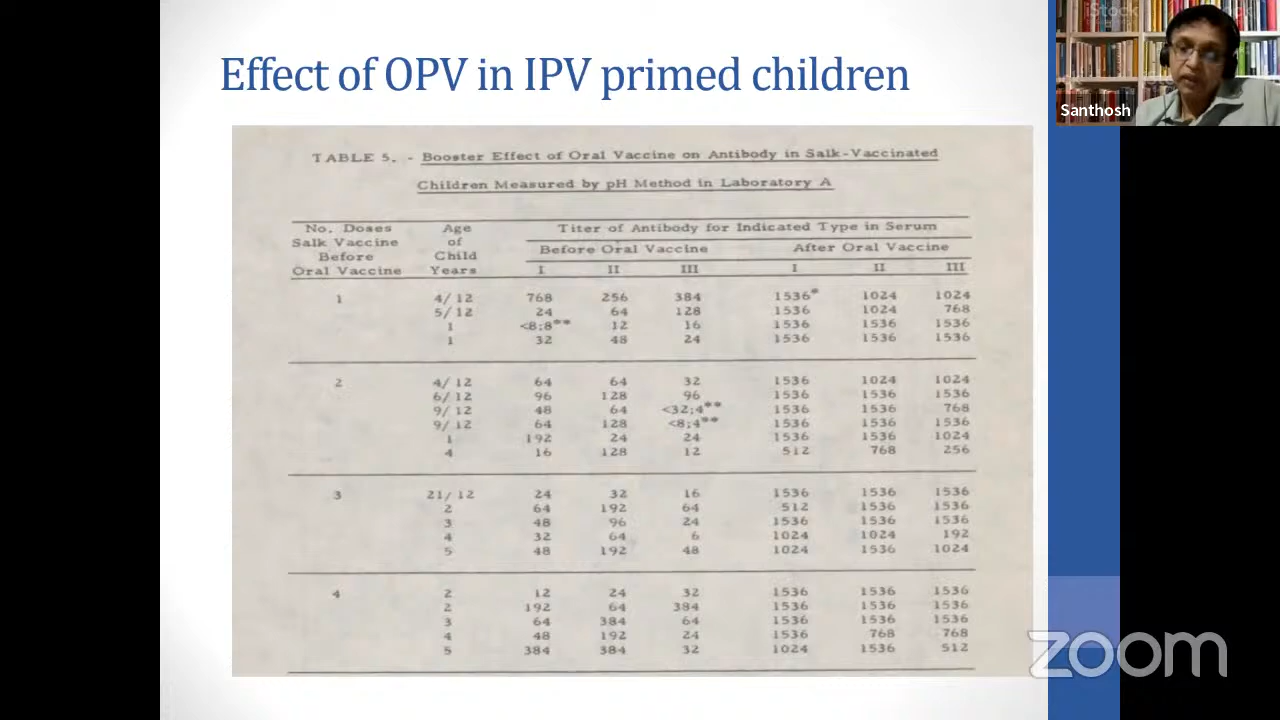 Effect of OPV in IPV primed children
TABLE 5. - Booster Effect of Oral Vaccine on Antibody in Salk-Vaccinated
Children Measured by pH Method in Laboratory A
No. Doses Age Titer of Antibody for Indicated Type in Serum
Salk Vaccine of Before Oral Vaccine After Oral Vaccine
Before Child
Oral Vaccine Years I II III I II III
1 4/12 768 256 384 1536* 1024 1024
5/12 24 64 128 1536 1024 768
1 <8;8** 12 16 1536 1536 1536
1 32 48 24 1536 1536 1536
2 4/12 64 64 32 1536 1024 1024
6/12 96 128 96 1536 1536 1536
9/12 48 64 <32;4** 1536 1536 768
9/12 64 128 <8;4** 1536 1536 1536
1 192 24 24 1536 1536 1024
4 16 128 12 512 768 256
3 21/12 24 32 16 1536 1536 1536
2 64 192 64 512 1536 1536
3 48 96 24 1536 1536 1536
4 32 64 6 1024 1024 192
5 48 192 48 1024 1536 1024
4 2 12 24 32 1536 1536 1536
2 192 64 384 1536 1536 1536
3 64 384 64 1536 1536 1536
4 48 192 24 1536 768 768
5 384 384 32 1024 1536 512
iStock
Santhosh
zoom